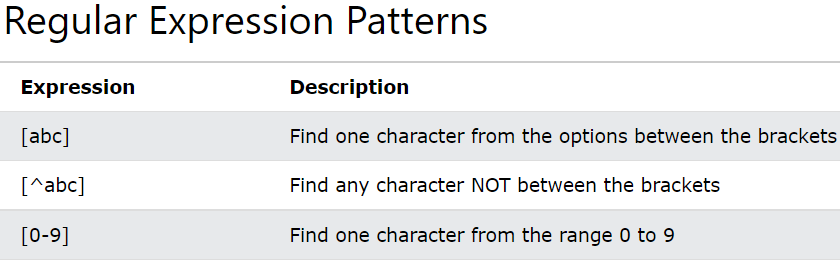 Regular Expression Patterns
Expression Description
[abc] Find one character from the options between the brackets
[^abc] Find any character NOT between the brackets
[0-9] Find one character from the range 0 to 9